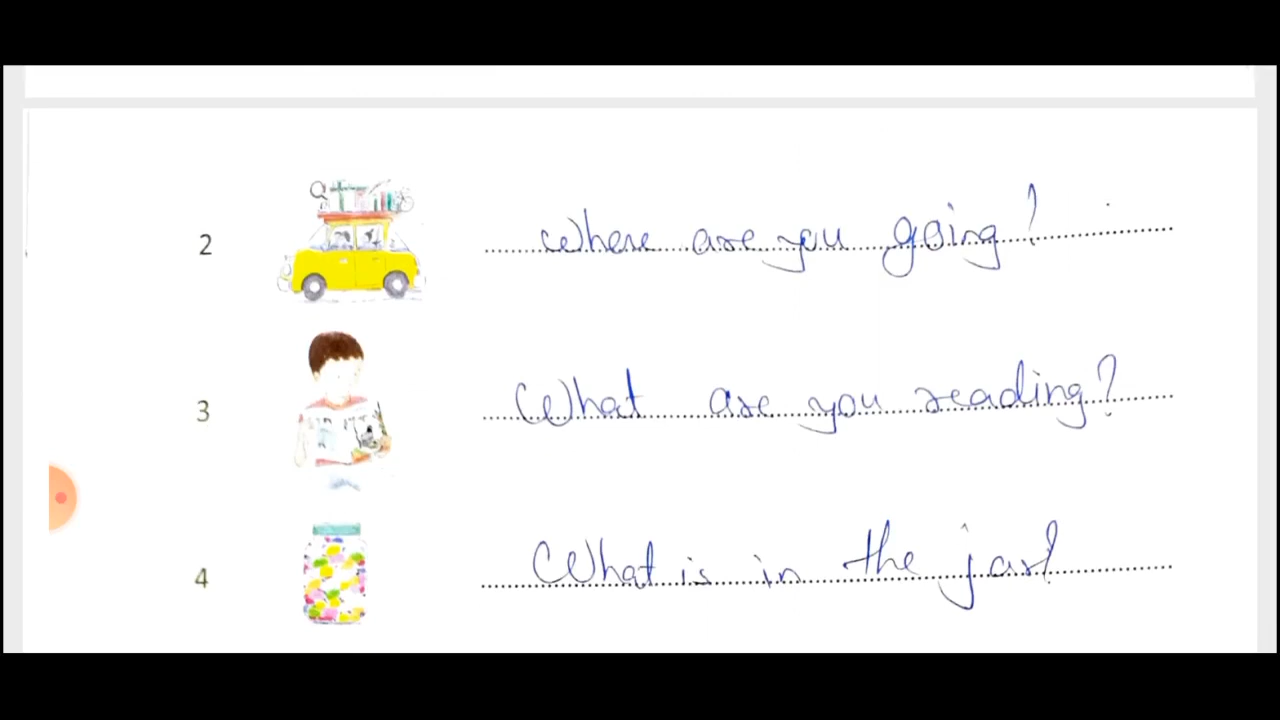 2 Where are you going?
3 What are you reading?
4 What is in the jar?